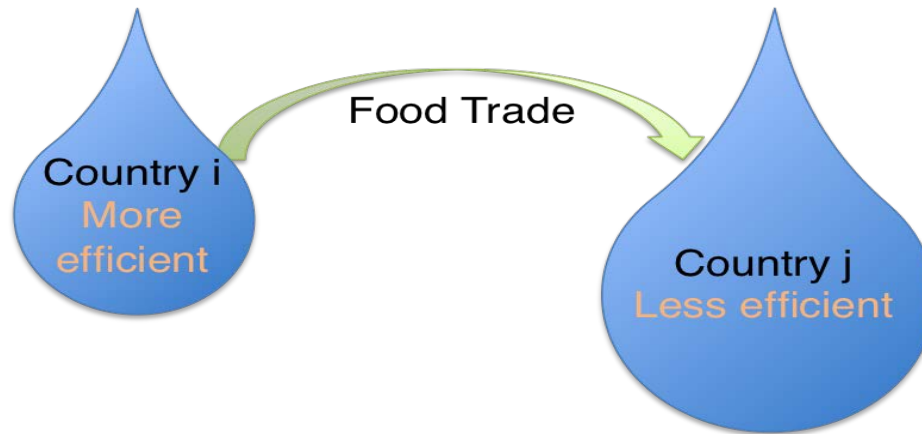 Food Trade
Country i
More
efficient
Country j
Less efficient